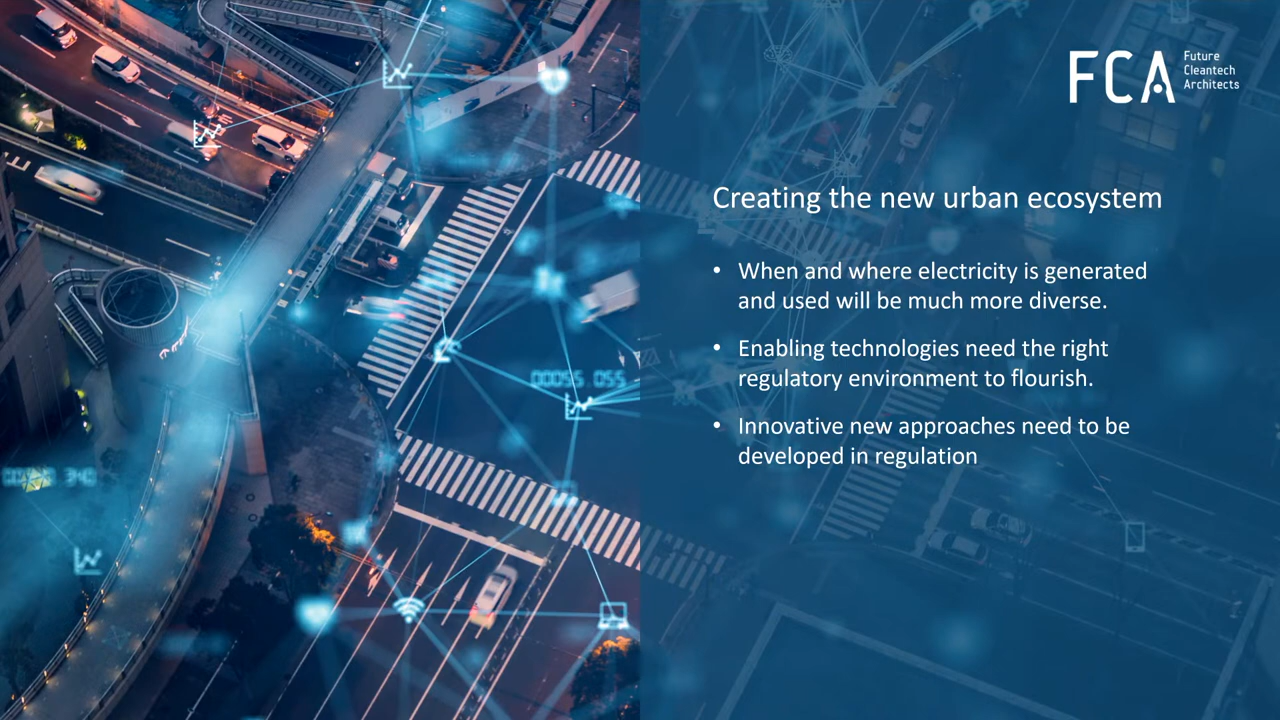 FCA
Future
Cleantech
Architects
Creating the new urban ecosystem
• When and where electricity is generated
and used will be much more diverse.
• Enabling technologies need the right
regulatory environment to flourish.
• Innovative new approaches need to be
developed in regulation
00055 055